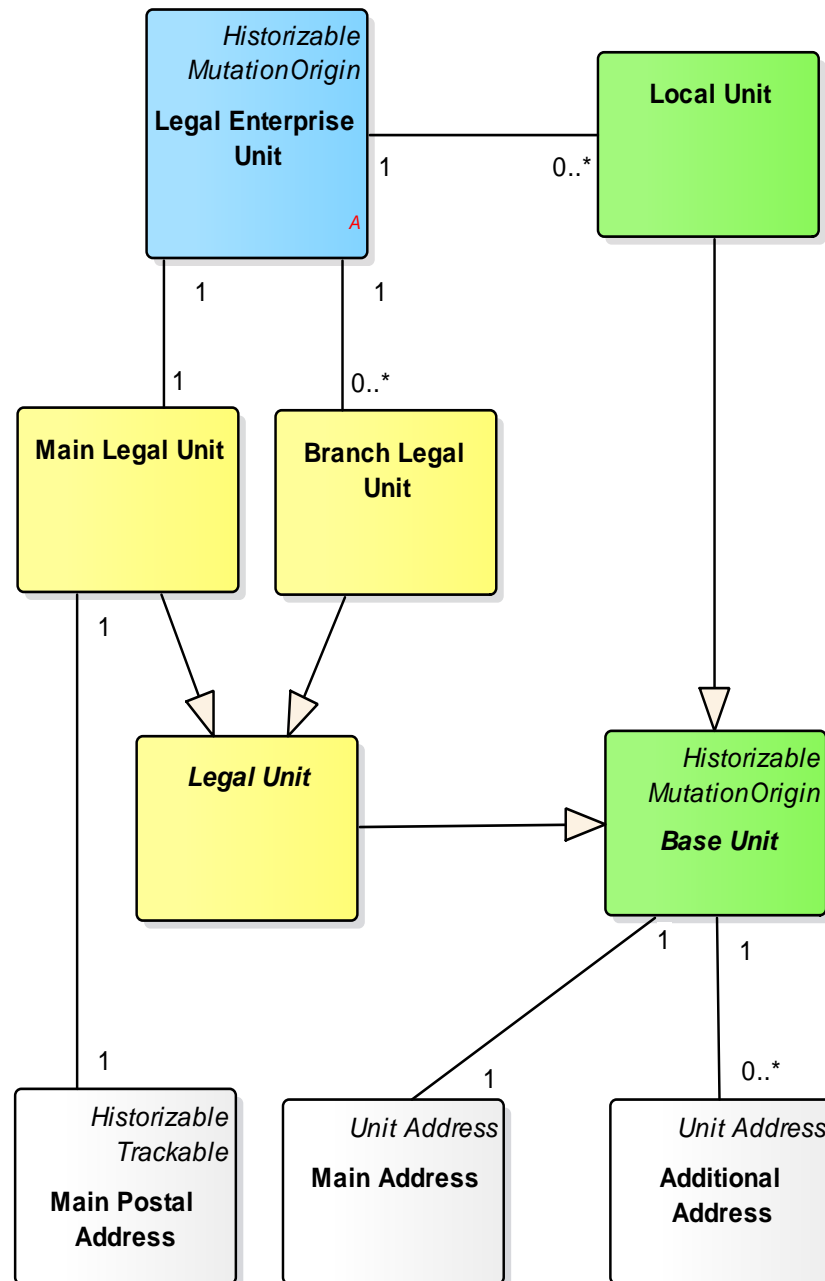 Historizable
MutationOrigin
Legal Enterprise
Unit
A
Local Unit
1
0..*
1
1
1
0..*
Main Legal Unit
Branch Legal
Unit
1
Legal Unit
Historizable
MutationOrigin
Base Unit
1
1
1
1
0..*
Historizable
Trackable
Main Postal
Address
Unit Address
Main Address
Unit Address
Additional
Address